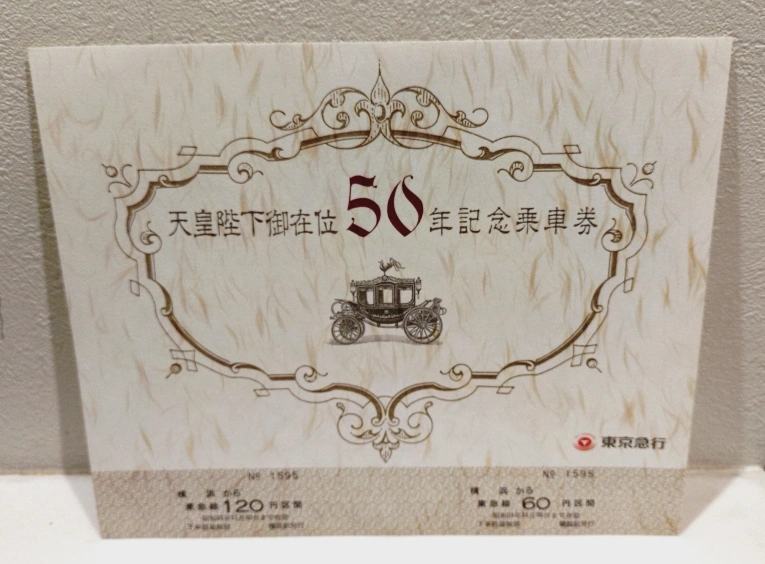 天皇陛下御在位50年記念乗車券
東京急行
No 1595
横浜から
東急線120円区間
No 1595
横浜から
東急線60円区間